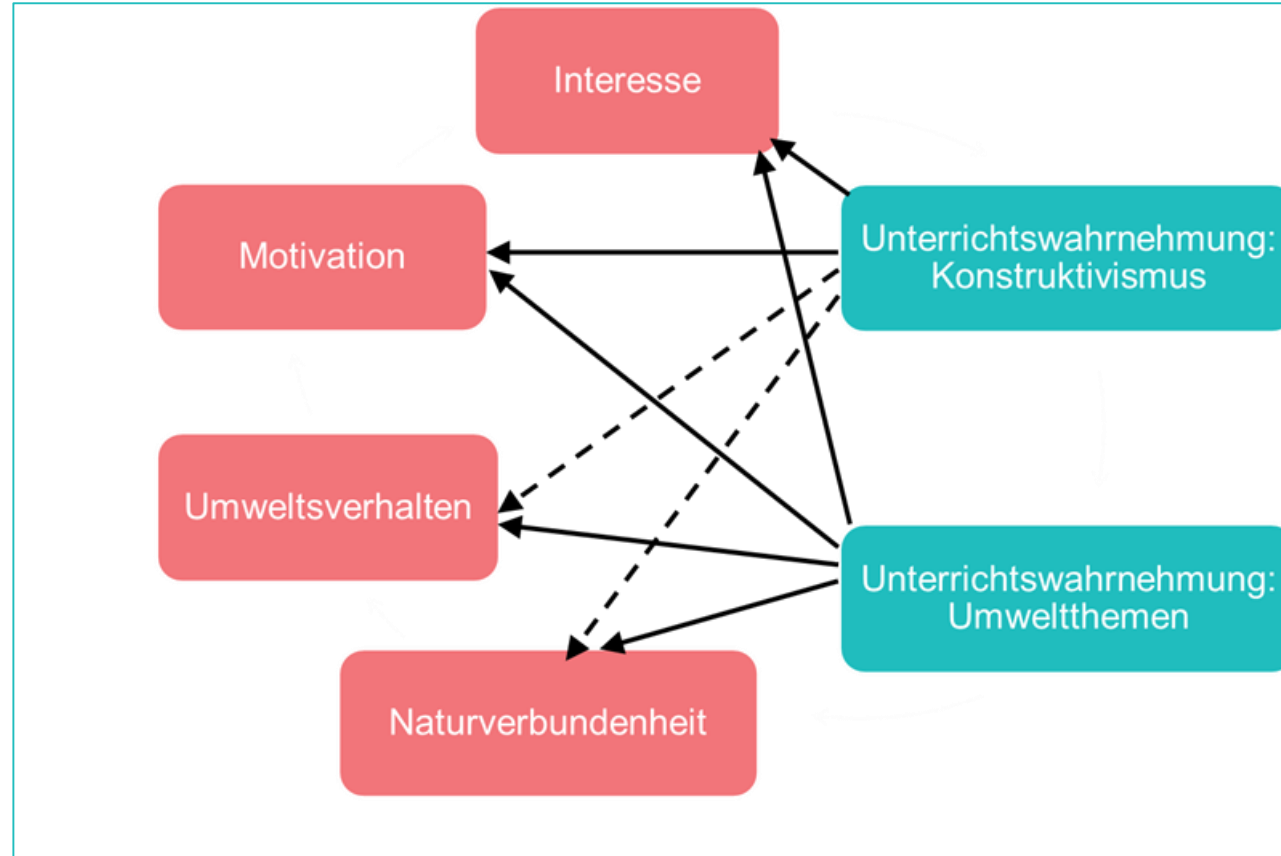 Interesse
Motivation
Unterrichtswahrnehmung:
Konstruktivismus
Umweltsverhalten
Unterrichtswahrnehmung:
Umweltthemen
Naturverbundenheit